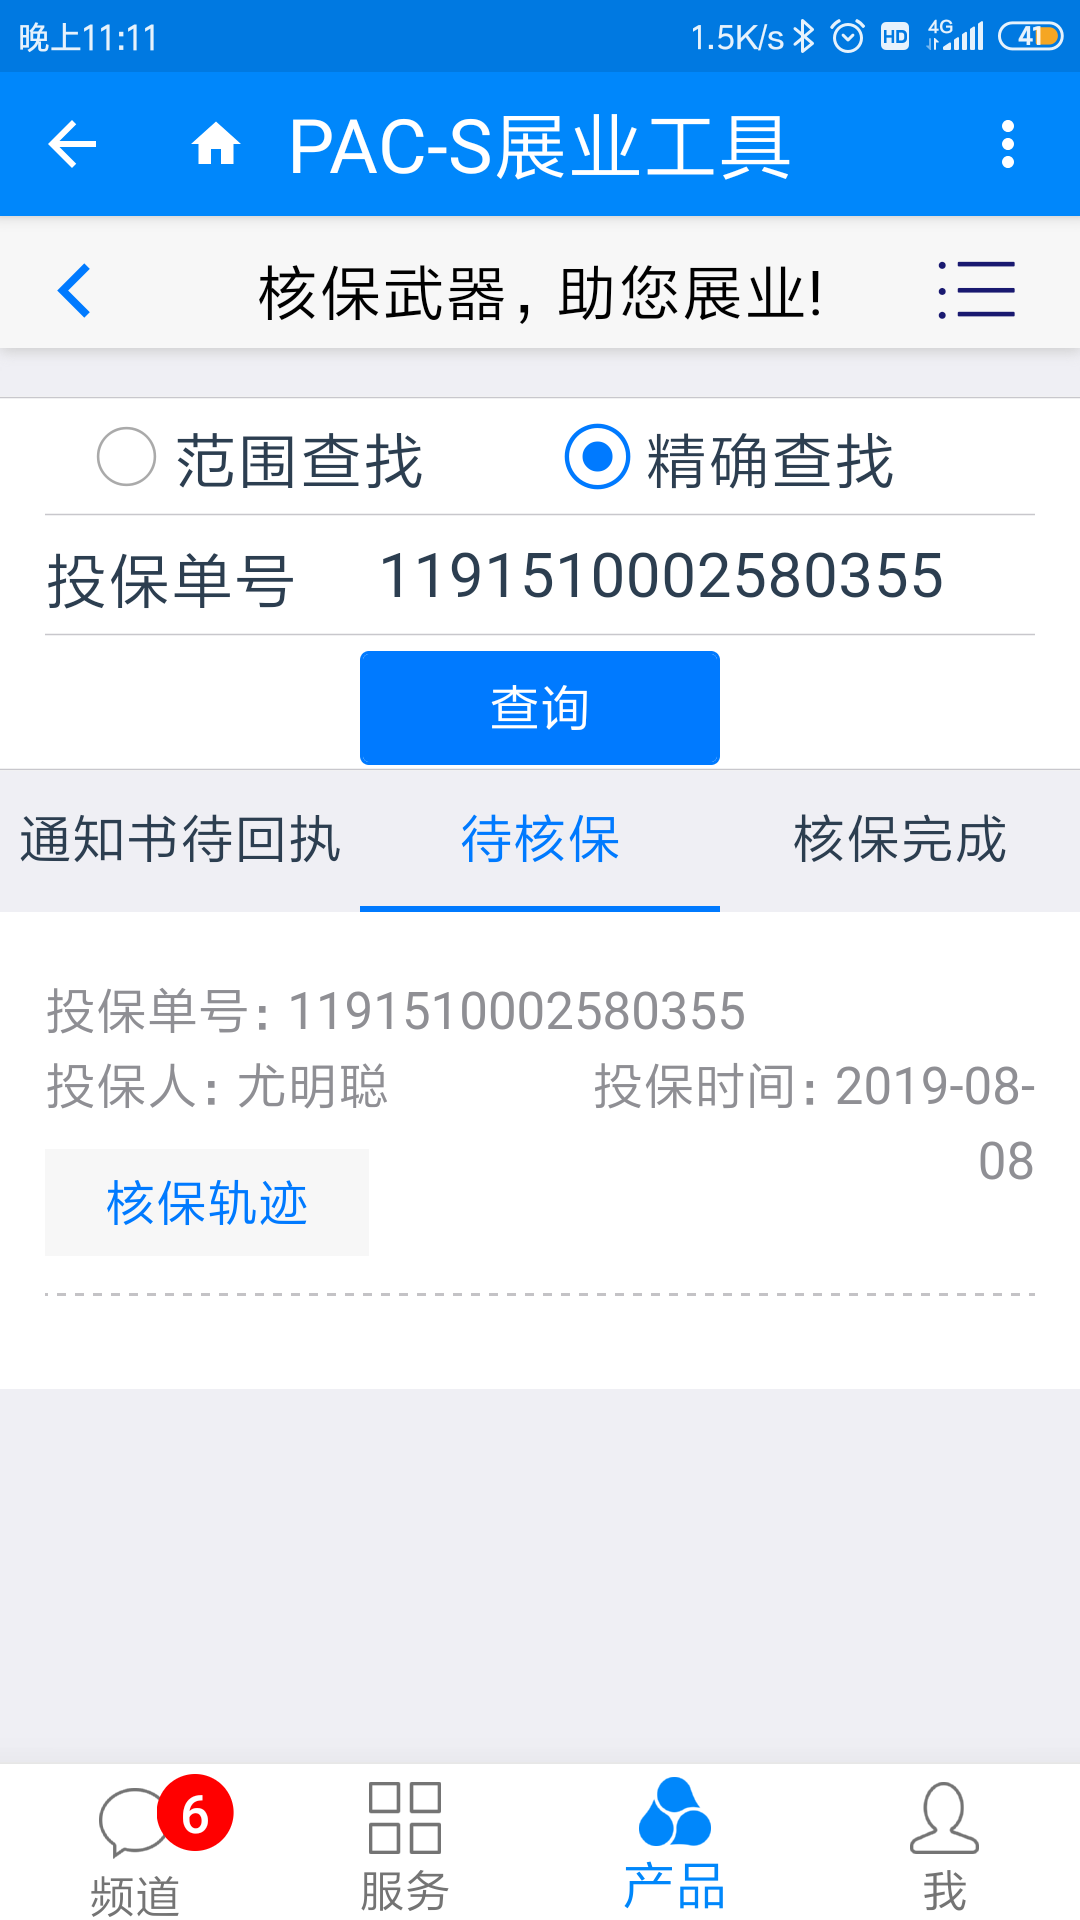 晚上11:11 1.5K/s HD 4G 41
PAC-S展业工具
核保武器，助您展业!
范围查找 精确查找
投保单号 1191510002580355
查询
通知书待回执 待核保 核保完成
投保单号：1191510002580355
投保人：尤明聪 投保时间：2019-08-
08
核保轨迹
6
频道 服务 产品 我